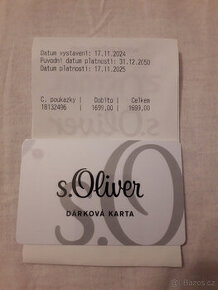 Datum vystavení: 17.11.2024
Původní datum platnosti: 31.12.2050
Datum platnosti: 17.11.2025
Č. poukazky | Dobito | Celkem
18132496 | 1699,00 | 1699,00
s.Oliver
s.Oliver
DÁRKOVÁ KARTA
Bazos.cz